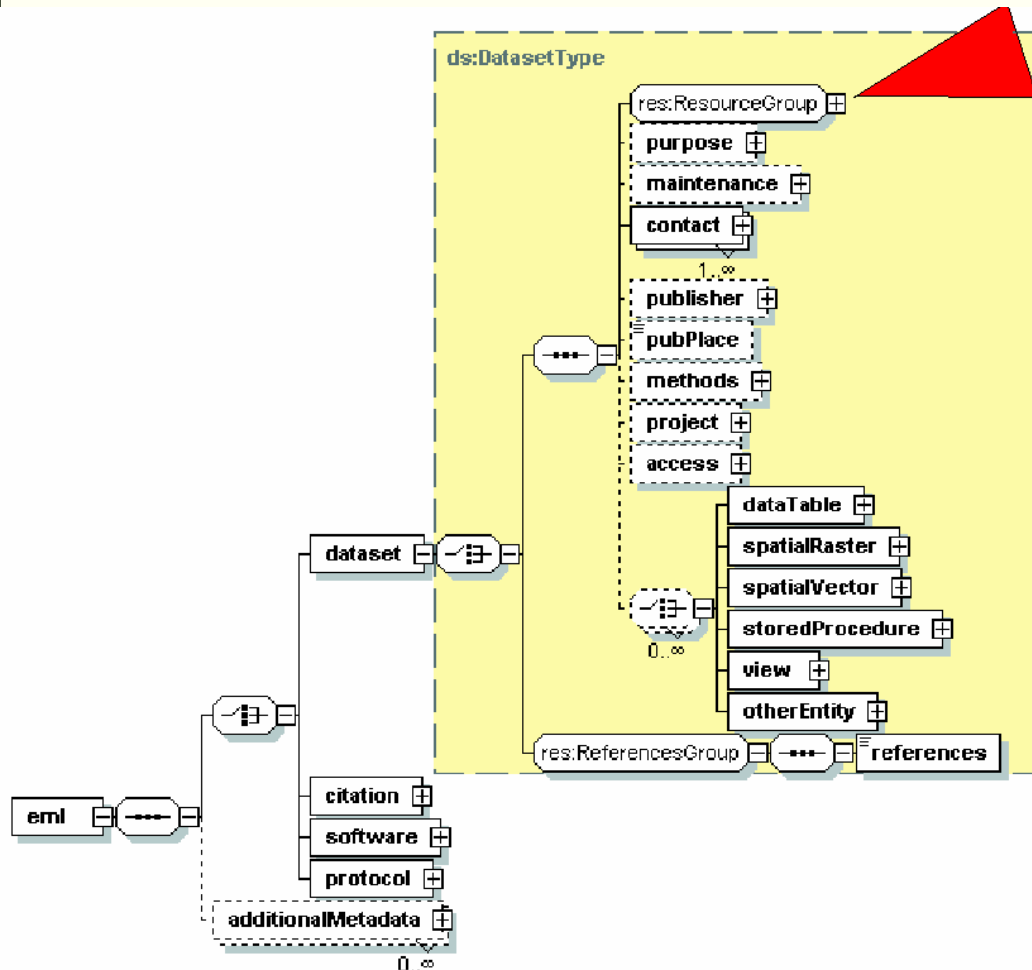 ds:DatasetType
res:ResourceGroup
purpose
maintenance
contact
1..∞
publisher
pubPlace
methods
project
access
dataTable
dataset
spatialRaster
spatialVector
storedProcedure
0..∞
view
otherEntity
res:ReferencesGroup
references
citation
eml
software
protocol
additionalMetadata
0..∞